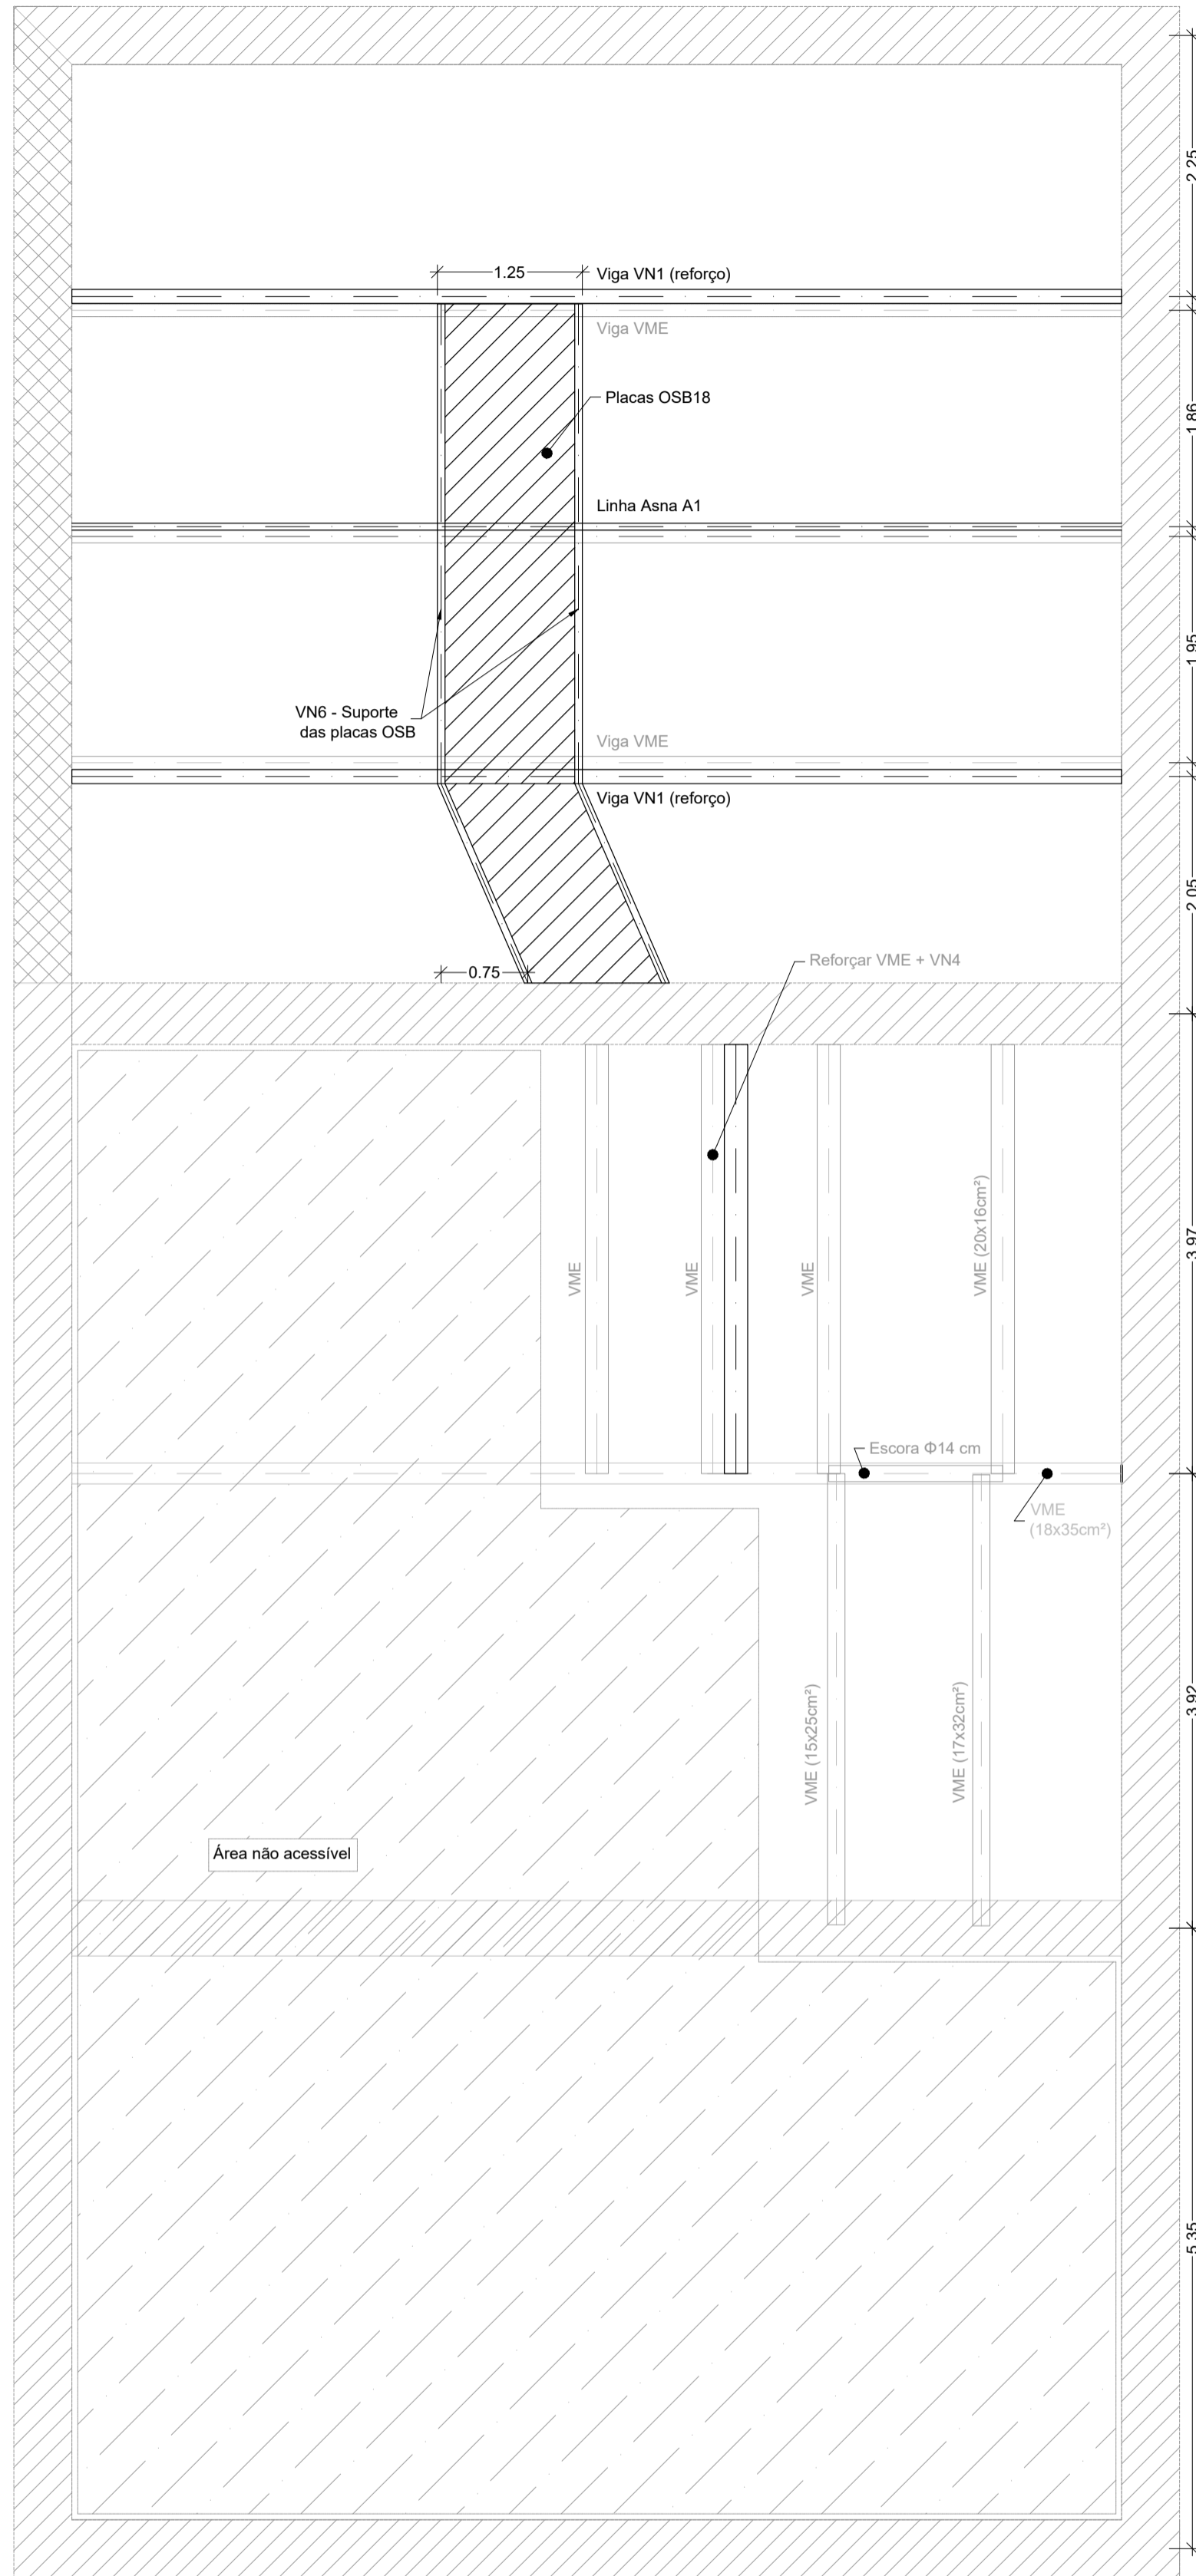 2.25
1.25
Viga VN1 (reforço)
Viga VME
Placas OSB18
1.86
Linha Asna A1
1.95
VN6 - Suporte
das placas OSB
Viga VME
Viga VN1 (reforço)
2.05
0.75
Reforçar VME + VN4
VME
VME
VME
VME (20x16cm²)
3.97
Escora Φ14 cm
VME
(18x35cm²)
VME (15x25cm²)
VME (17x32cm²)
3.92
Área não acessível
5.35